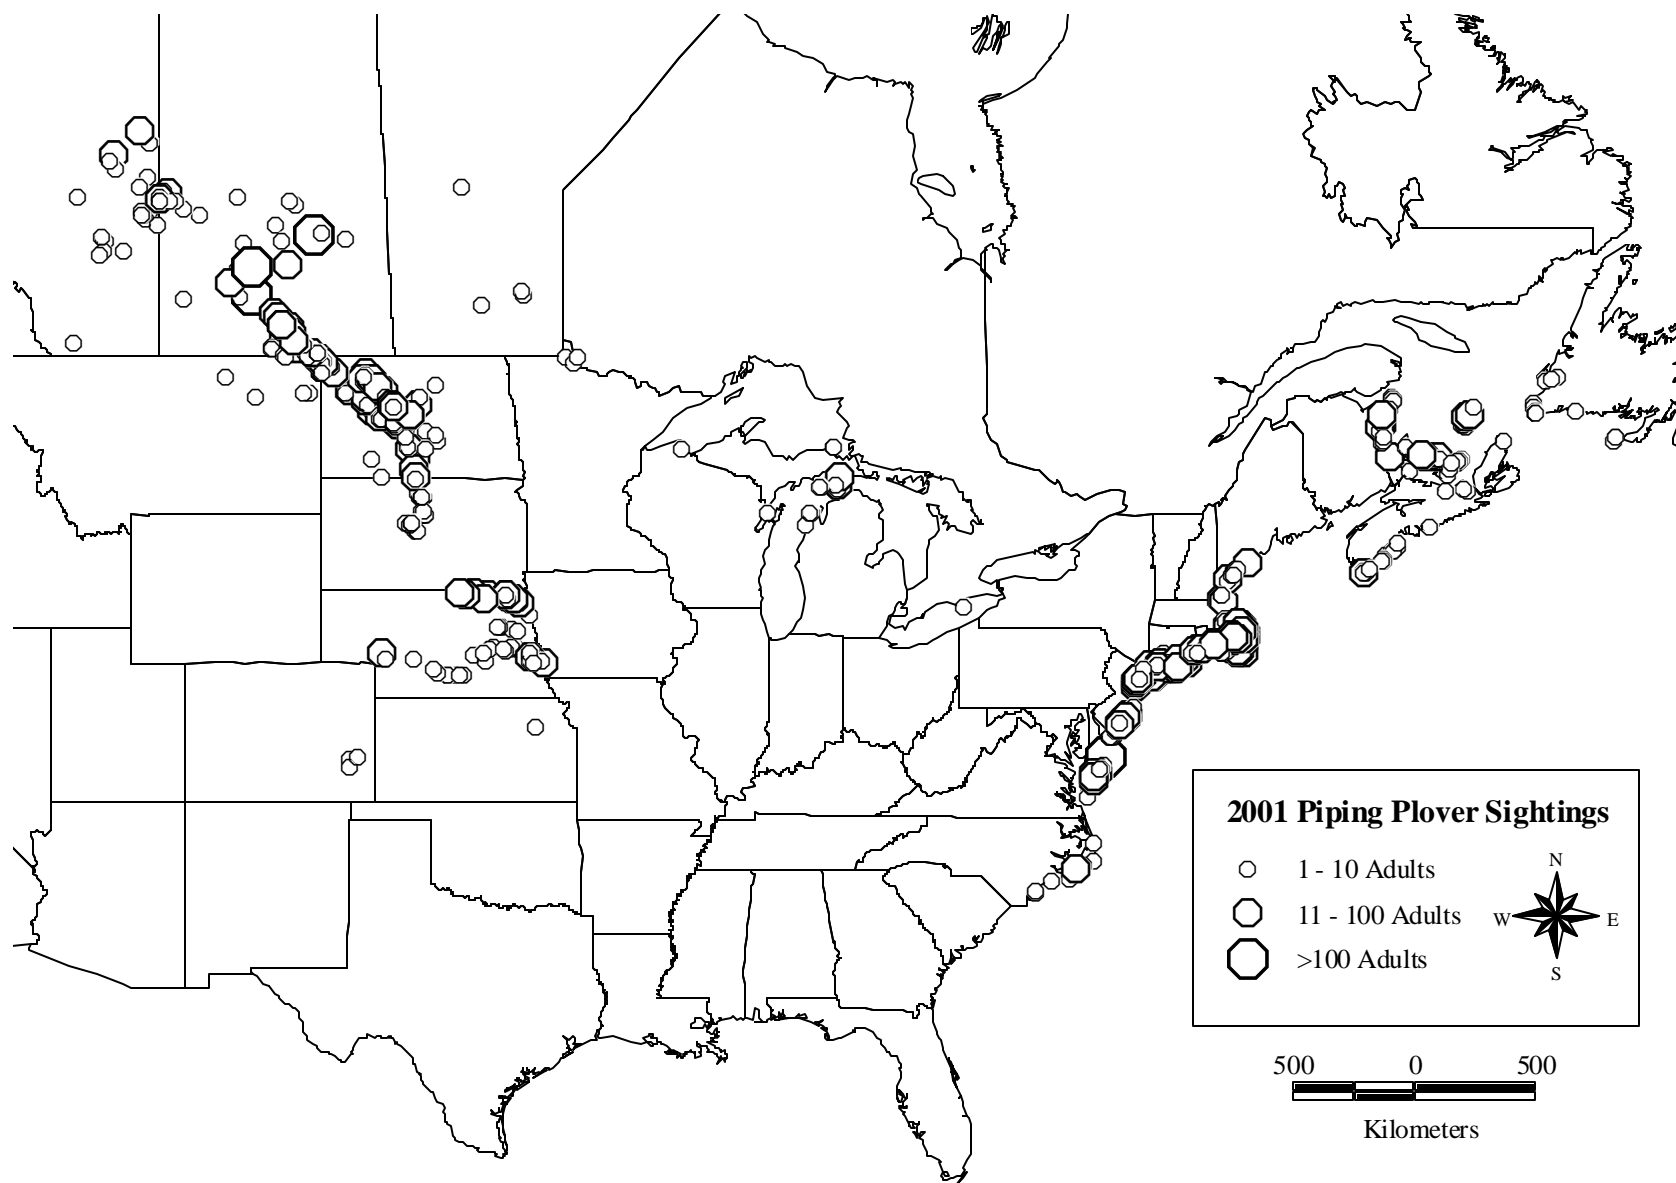 2001 Piping Plover Sightings
1 - 10 Adults
11 - 100 Adults
>100 Adults
N
W
E
S
500 0 500
Kilometers